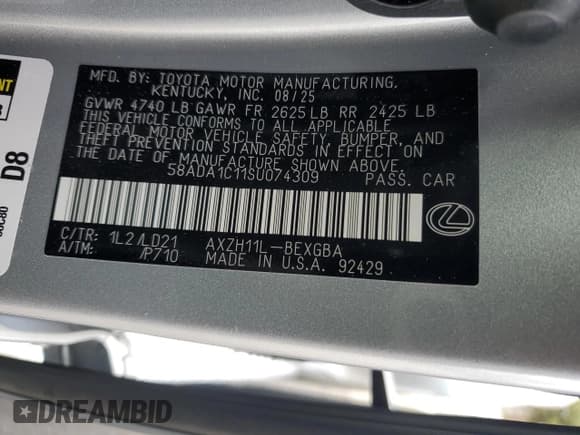 MFD. BY: TOYOTA MOTOR MANUFACTURING,
KENTUCKY, INC. 08/25
GVWR 4740 LB GAWR FR 2625 LB RR 2425 LB
THIS VEHICLE CONFORMS TO ALL APPLICABLE
FEDERAL MOTOR VEHICLE SAFETY, BUMPER, AND
THEFT PREVENTION STANDARDS IN EFFECT ON
THE DATE OF MANUFACTURE SHOWN ABOVE.
58ADA1C11SU074309 PASS. CAR
C/TR: 1L2/LD21 AXZH11L-BEXGBA
A/TM: /P710 MADE IN U.S.A. 92429
D8
DREAMBID